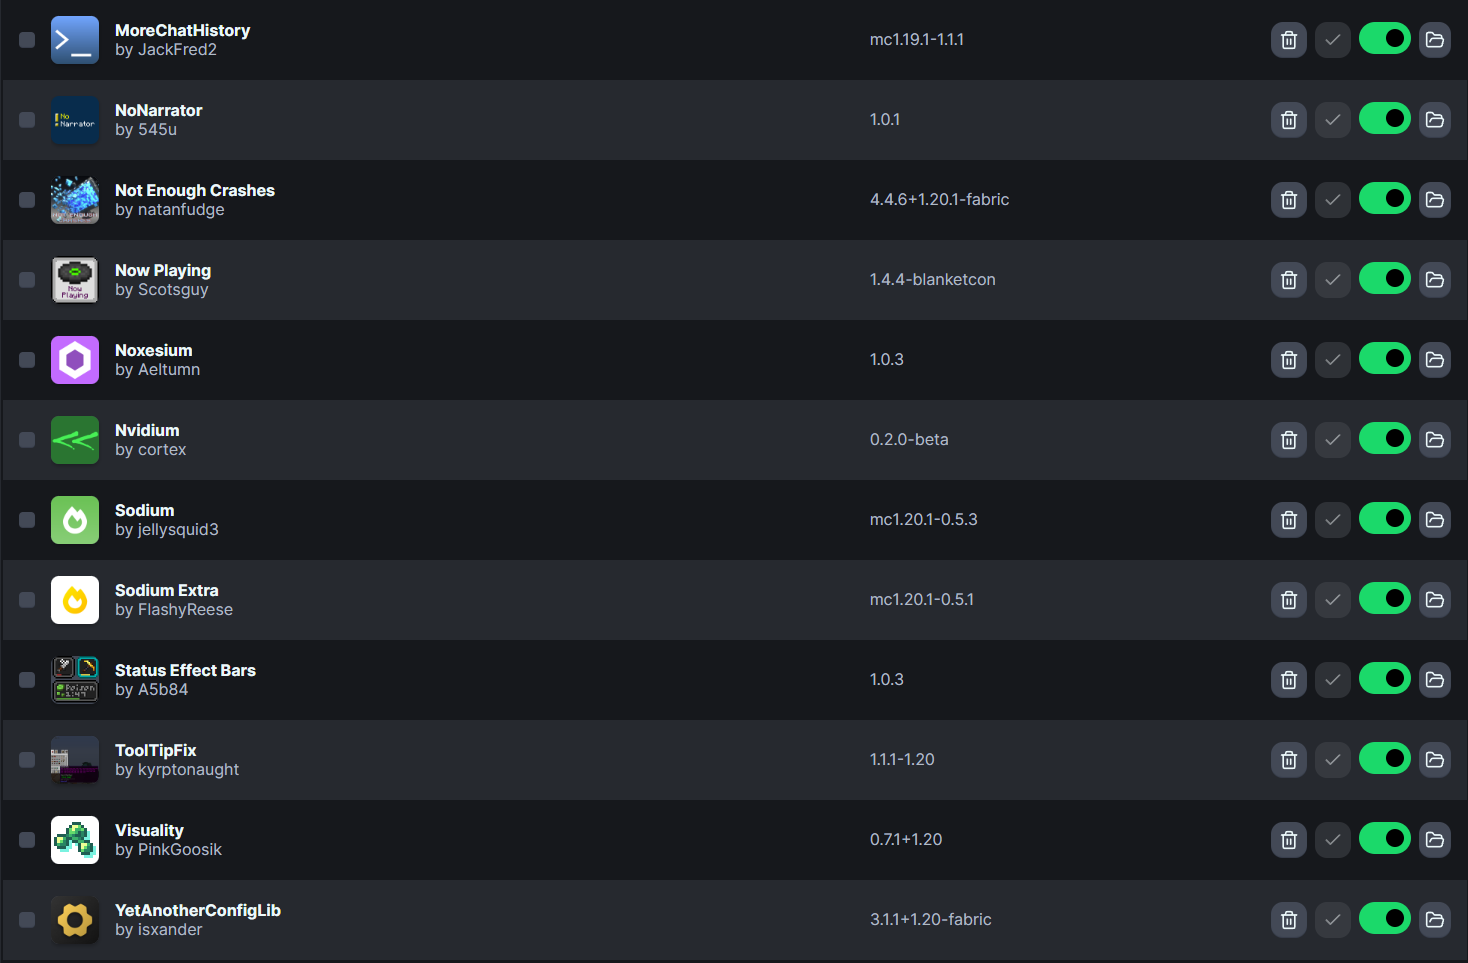 MoreChatHistory
by JackFred2
mc1.19.1-1.1.1
No
Narrator
NoNarrator
by 545u
1.0.1
Not Enough Crashes
by natanfudge
4.4.6+1.20.1-fabric
Now
Playing
Now Playing
by Scotsguy
1.4.4-blanketcon
Noxesium
by Aeltumn
1.0.3
Nvidium
by cortex
0.2.0-beta
Sodium
by jellysquid3
mc1.20.1-0.5.3
Sodium Extra
by FlashyReese
mc1.20.1-0.5.1
Poison
1:47
Status Effect Bars
by A5b84
1.0.3
ToolTipFix
by kyrptonaught
1.1.1-1.20
Visuality
by PinkGoosik
0.7.1+1.20
YetAnotherConfigLib
by isxander
3.1.1+1.20-fabric